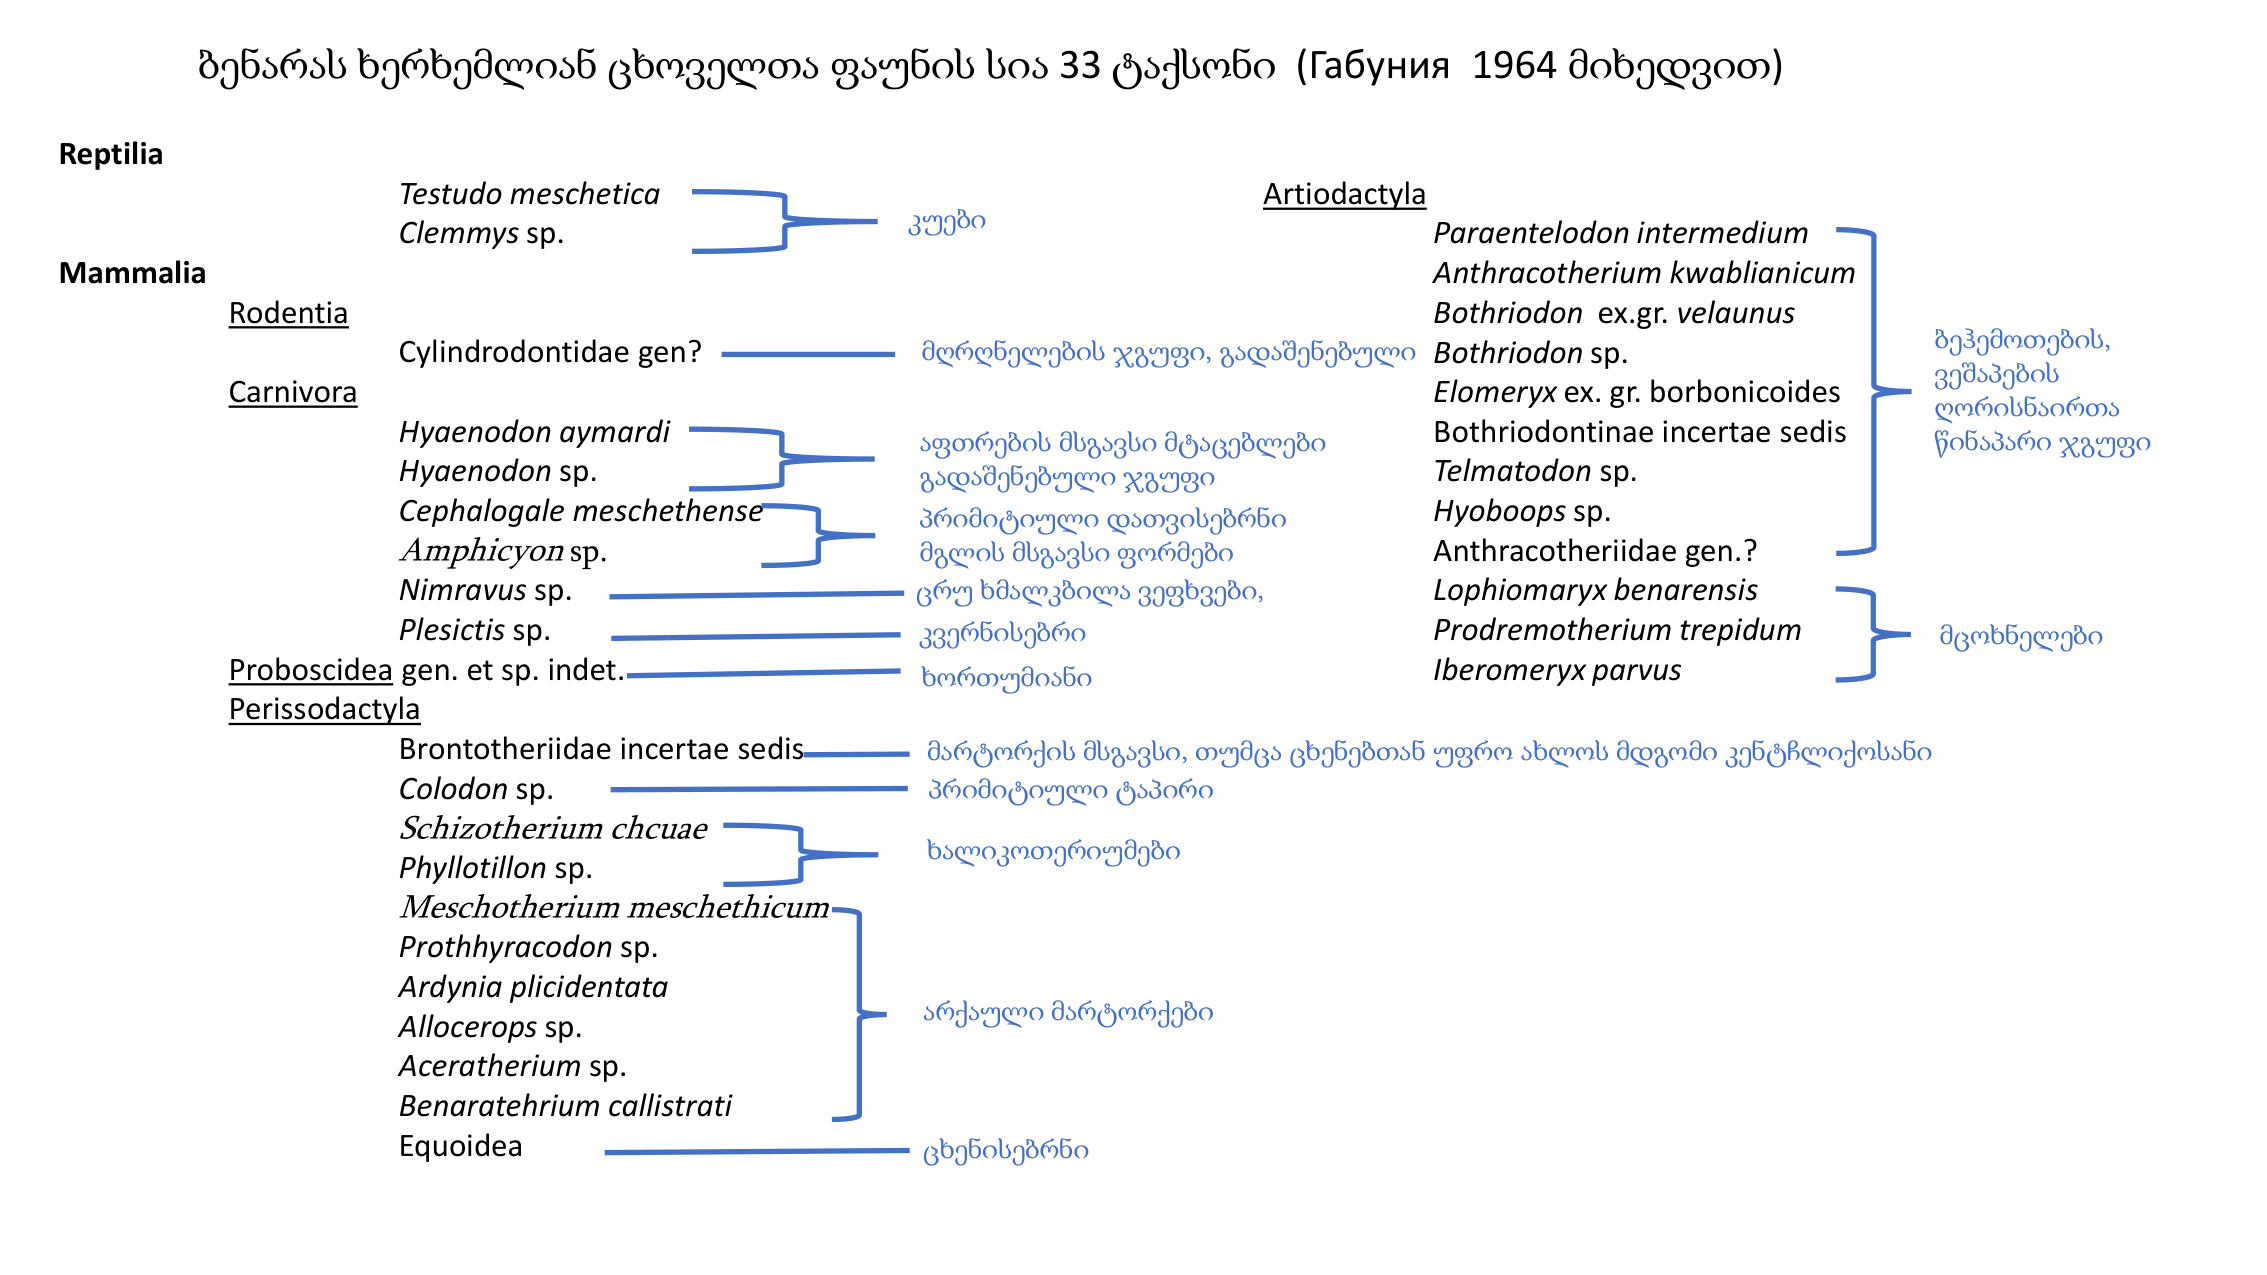 ბენარას ხერხემლიან ცხოველთა ფაუნის სია 33 ტაქსონი (Габуния 1964 მიხედვით)
Reptilia
Testudo meschetica
Clemmys sp.
კუები
Mammalia
Rodentia
Cylindrodontidae gen?
მღრღნელების ჯგუფი, გადაშენებული
Carnivora
Hyaenodon aymardi
Hyaenodon sp.
აფთრების მსგავსი მტაცებლები
გადაშენებული ჯგუფი
Cephalogale meschethense
Amphicyon sp.
პრიმიტიული დათვისებრნი
მგლის მსგავსი ფორმები
Nimravus sp.
ცრუ ხმალკბილა ვეფხვები,
Plesictis sp.
კვერნისებრი
Proboscidea gen. et sp. indet.
ხორთუმიანი
Perissodactyla
Brontotheriidae incertae sedis
მარტორქის მსგავსი, თუმცა ცხენებთან უფრო ახლოს მდგომი კენტჩლიქოსანი
Colodon sp.
პრიმიტიული ტაპირი
Schizotherium chcuae
Phyllotillon sp.
ხალიკოთერიუმები
Meschotherium meschethicum
Prothhyracodon sp.
Ardynia plicidentata
Allocerops sp.
Aceratherium sp.
Benaratehrium callistrati
არქაული მარტორქები
Equoidea
ცხენისებრნი
Artiodactyla
Paraentelodon intermedium
Anthracotherium kwablianicum
Bothriodon ex.gr. velaunus
Bothriodon sp.
Elomeryx ex. gr. borbonicoides
Bothriodontinae incertae sedis
Telmatodon sp.
Hyoboops sp.
Anthracotheriidae gen.?
ბეჰემოთების,
ვეშაპების
ღორისნაირთა
წინაპარი ჯგუფი
Lophiomaryx benarensis
Prodremotherium trepidum
Iberomeryx parvus
მცოხნელები